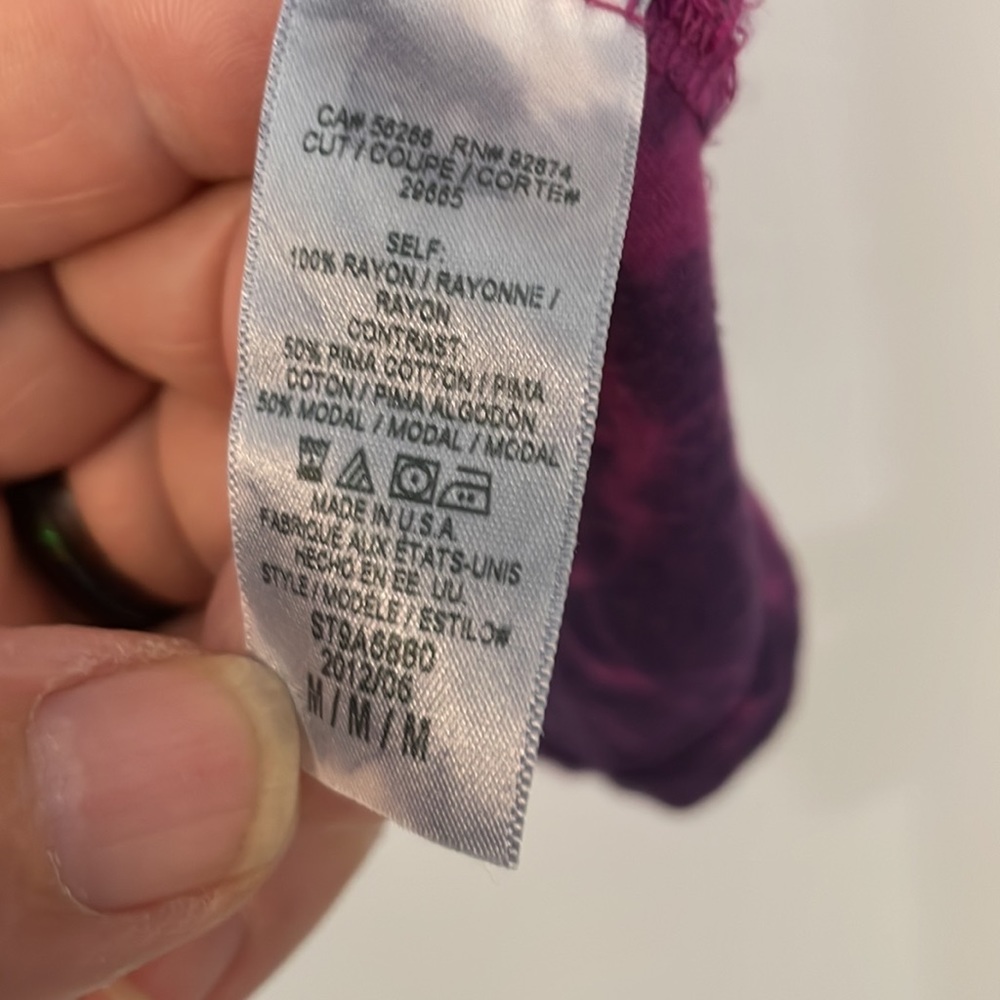 CA# 56266 RN# 92874
CUT / COUPE / CORTE#
29665
SELF:
100% RAYON / RAYONNE /
RAYON
CONTRAST:
50% PIMA COTTON / PIMA
COTON / PIMA ALGODÓN
50% MODAL / MODAL / MODAL
MADE IN U.S.A
FABRIQUÉ AUX ÉTATS-UNIS
HECHO EN EE. UU.
STYLE / MODÈLE / ESTILO#
ST9A6880
2012/06
M / M / M